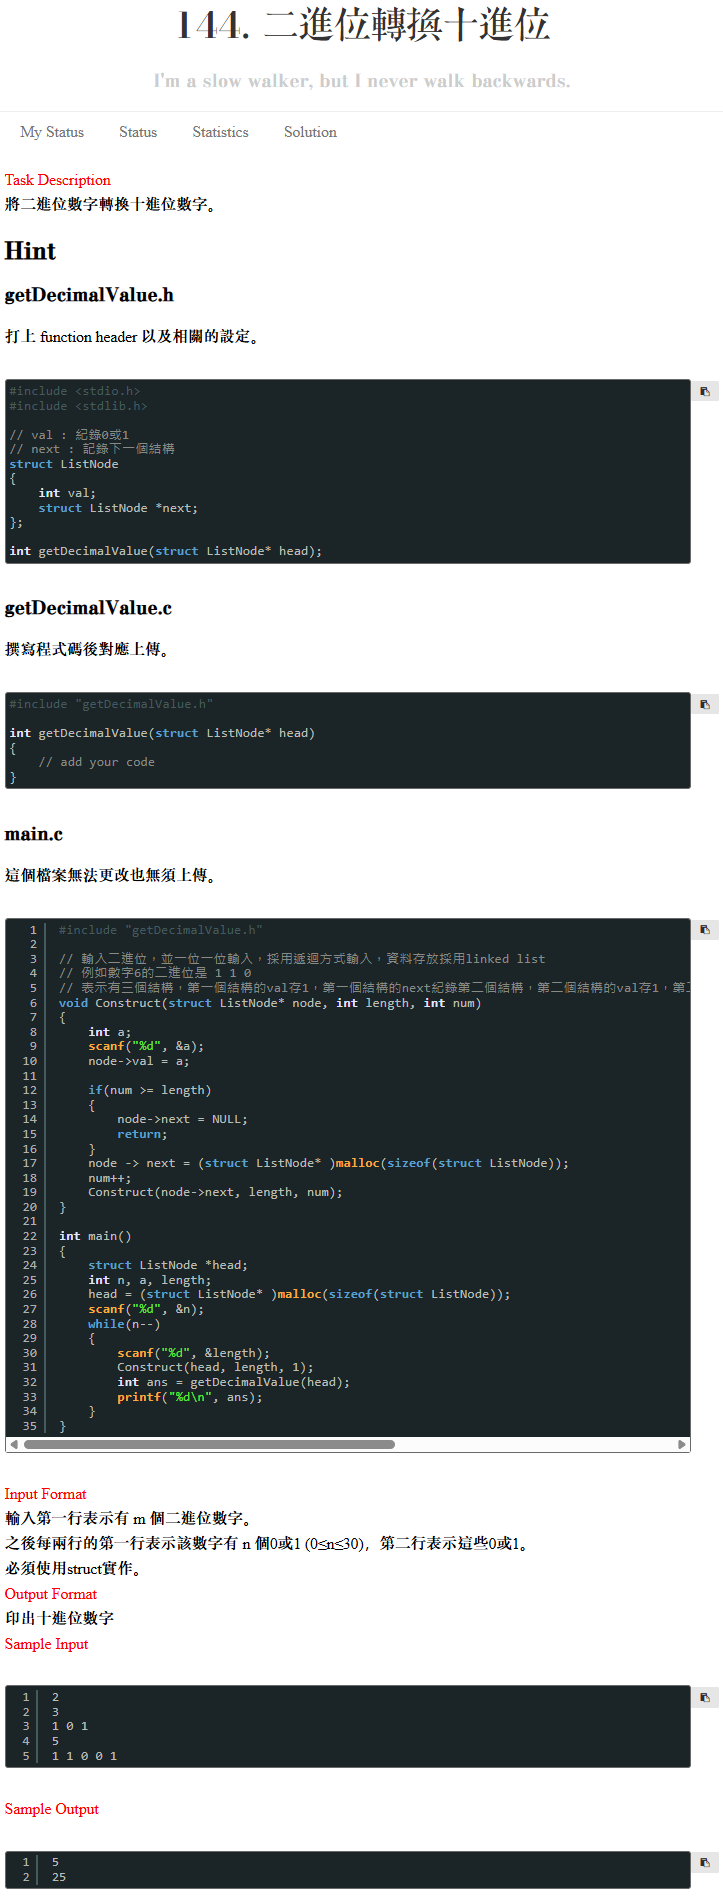 144. 二進位轉換十進位
I'm a slow walker, but I never walk backwards.
My Status Status Statistics Solution
Task Description
將二進位數字轉換十進位數字。
Hint
getDecimalValue.h
打上 function header 以及相關的設定。
#include <stdio.h>
#include <stdlib.h>
// val : 紀錄0或1
// next : 記錄下一個結構
struct ListNode
{
    int val;
    struct ListNode *next;
};
int getDecimalValue(struct ListNode* head);
getDecimalValue.c
撰寫程式碼後對應上傳。
#include "getDecimalValue.h"
int getDecimalValue(struct ListNode* head)
{
    // add your code
}
main.c
這個檔案無法更改也無須上傳。
1 #include "getDecimalValue.h"
2
3 // 輸入二進位，並一位一位輸入，採用遞迴方式輸入，資料存放採用linked list
4 // 例如數字6的二進位是 1 1 0
5 // 表示有三個結構，第一個結構的val存1，第一個結構的next紀錄第二個結構，第二個結構的val存1，第
6 void Construct(struct ListNode* node, int length, int num)
7 {
8     int a;
9     scanf("%d", &a);
10     node->val = a;
11
12     if(num >= length)
13     {
14         node->next = NULL;
15         return;
16     }
17     node -> next = (struct ListNode* )malloc(sizeof(struct ListNode));
18     num++;
19     Construct(node->next, length, num);
20 }
21
22 int main()
23 {
24     struct ListNode *head;
25     int n, a, length;
26     head = (struct ListNode* )malloc(sizeof(struct ListNode));
27     scanf("%d", &n);
28     while(n--)
29     {
30         scanf("%d", &length);
31         Construct(head, length, 1);
32         int ans = getDecimalValue(head);
33         printf("%d\n", ans);
34     }
35 }
Input Format
輸入第一行表示有 m 個二進位數字。
之後每兩行的第一行表示該數字有 n 個0或1 (0≤n≤30)，第二行表示這些0或1。
必須使用struct實作。
Output Format
印出十進位數字
Sample Input
1 2
2 3
3 1 0 1
4 5
5 1 1 0 0 1
Sample Output
1 5
2 25